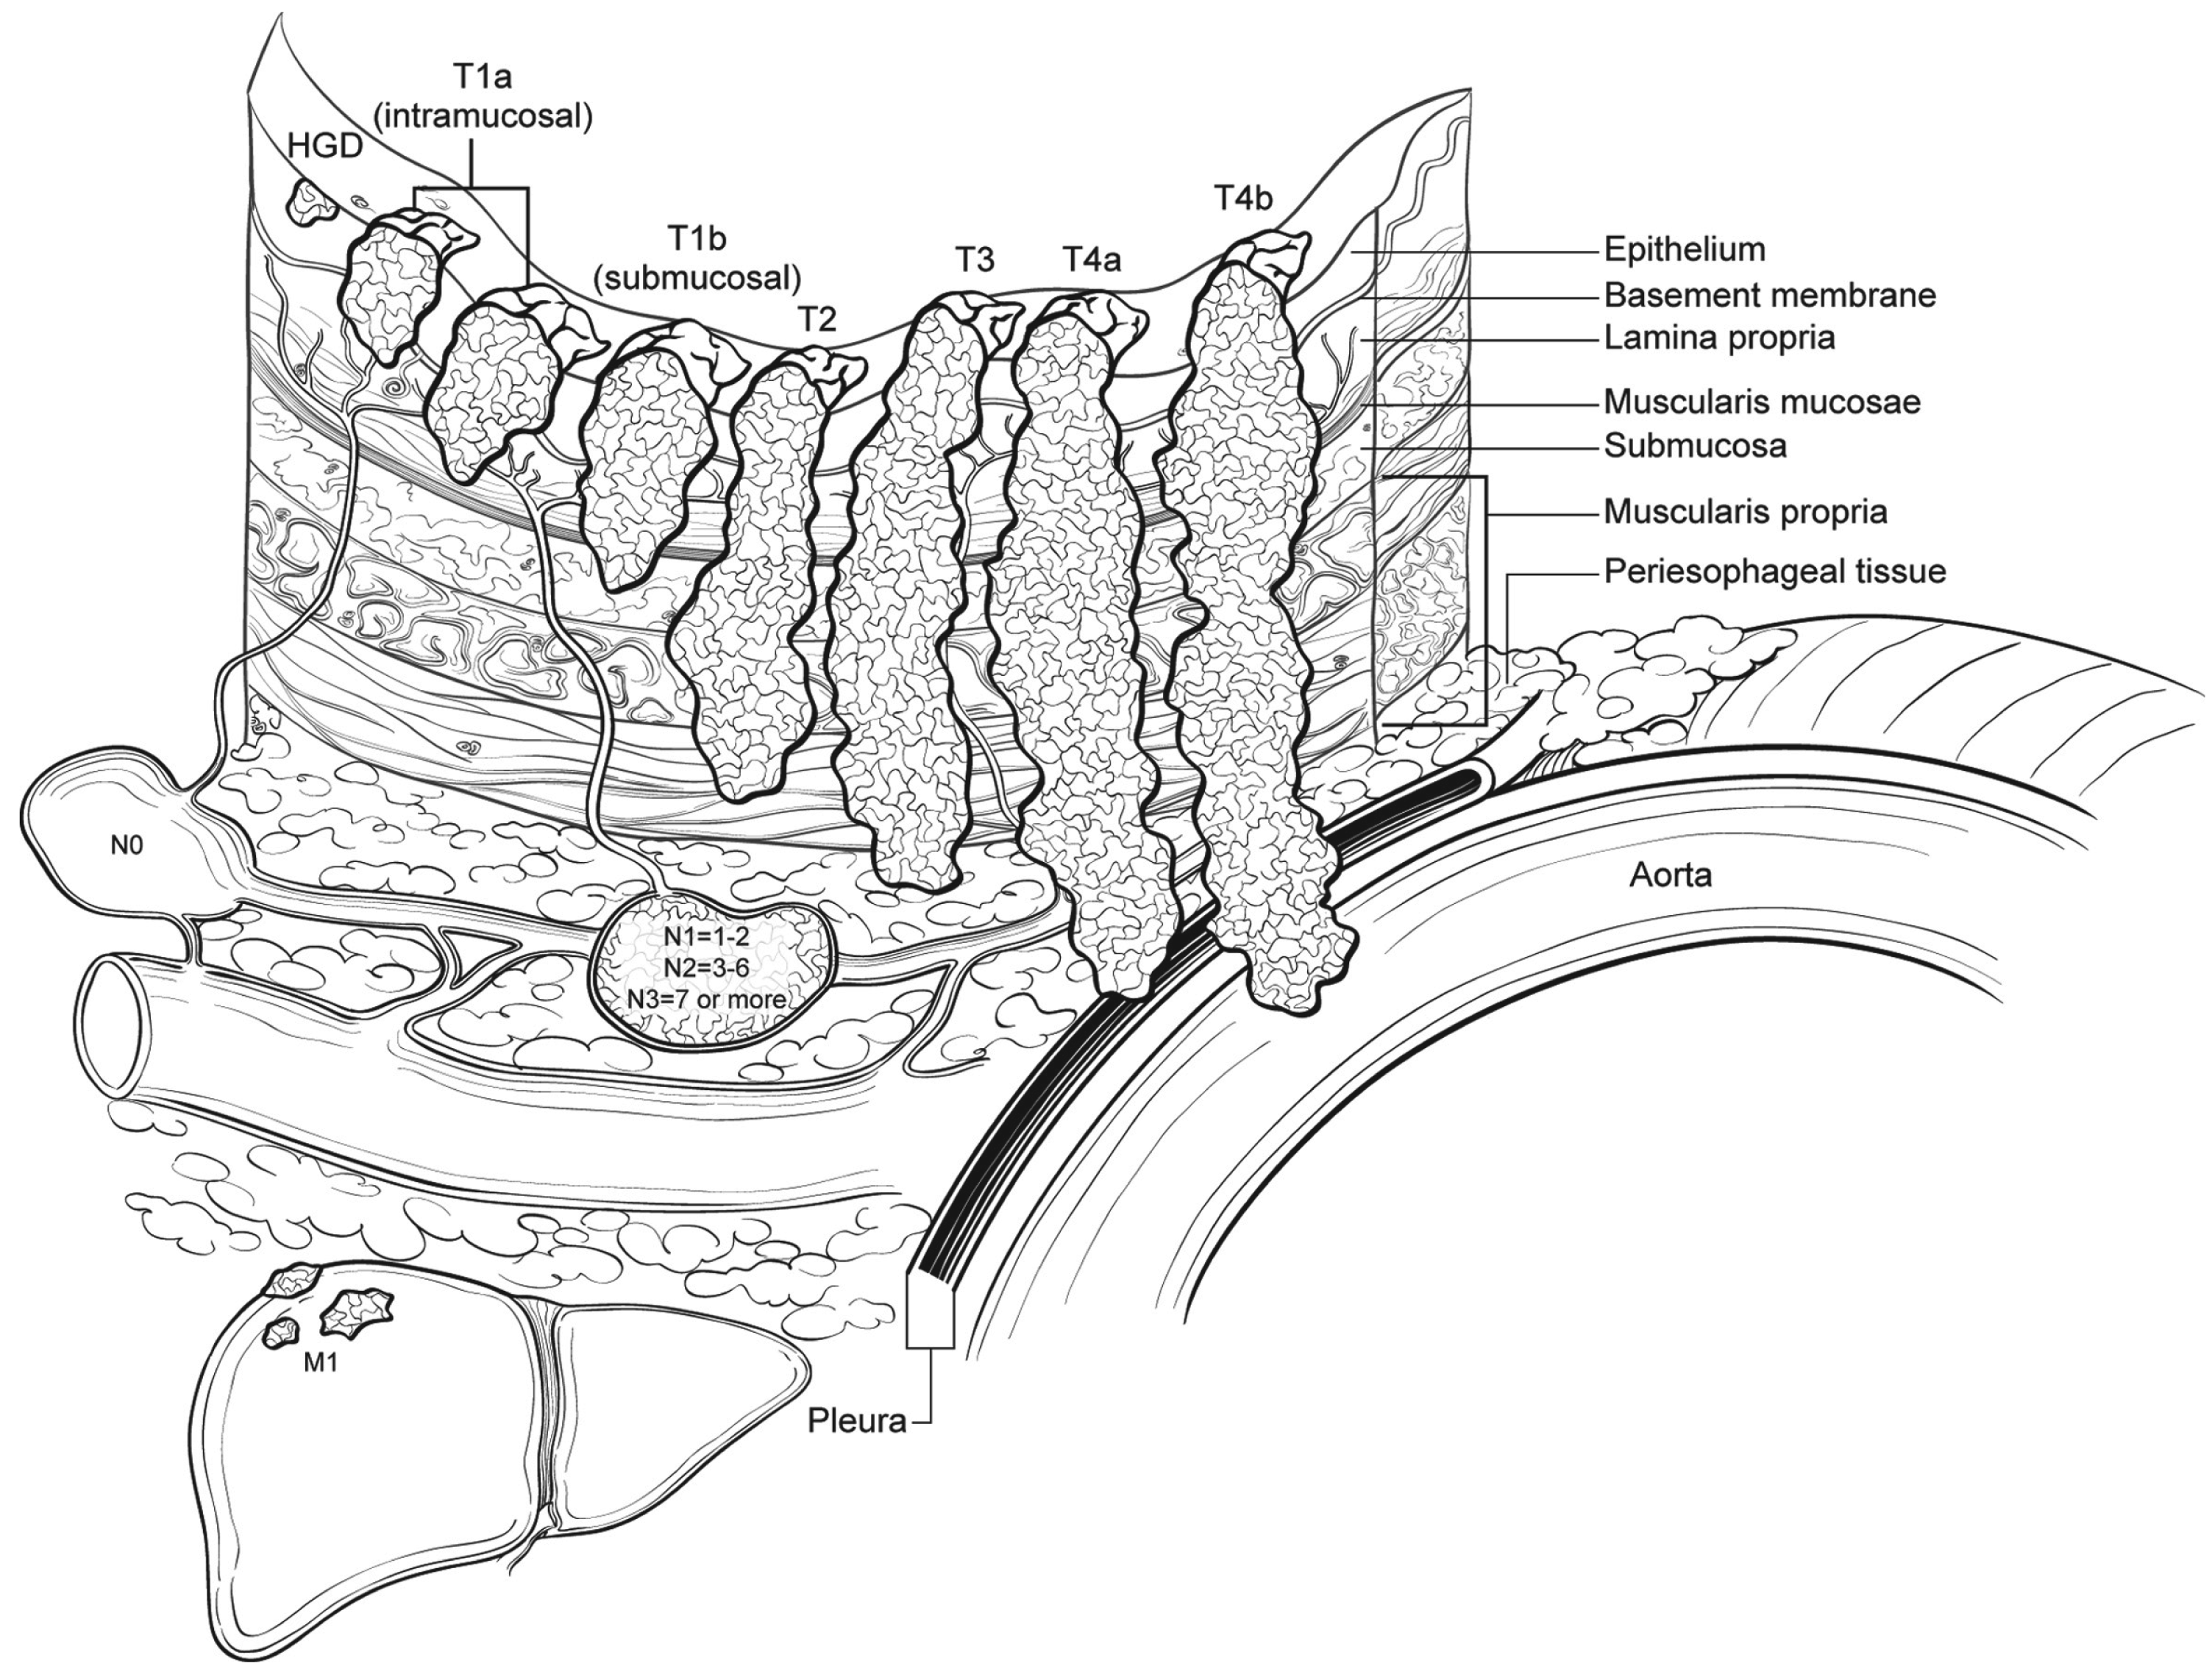 T1a
(intramucosal)
HGD
T1b
(submucosal)
T2
T3
T4a
T4b
Epithelium
Basement membrane
Lamina propria
Muscularis mucosae
Submucosa
Muscularis propria
Periesophageal tissue
N0
Aorta
N1=1-2
N2=3-6
N3=7 or more
M1
Pleura